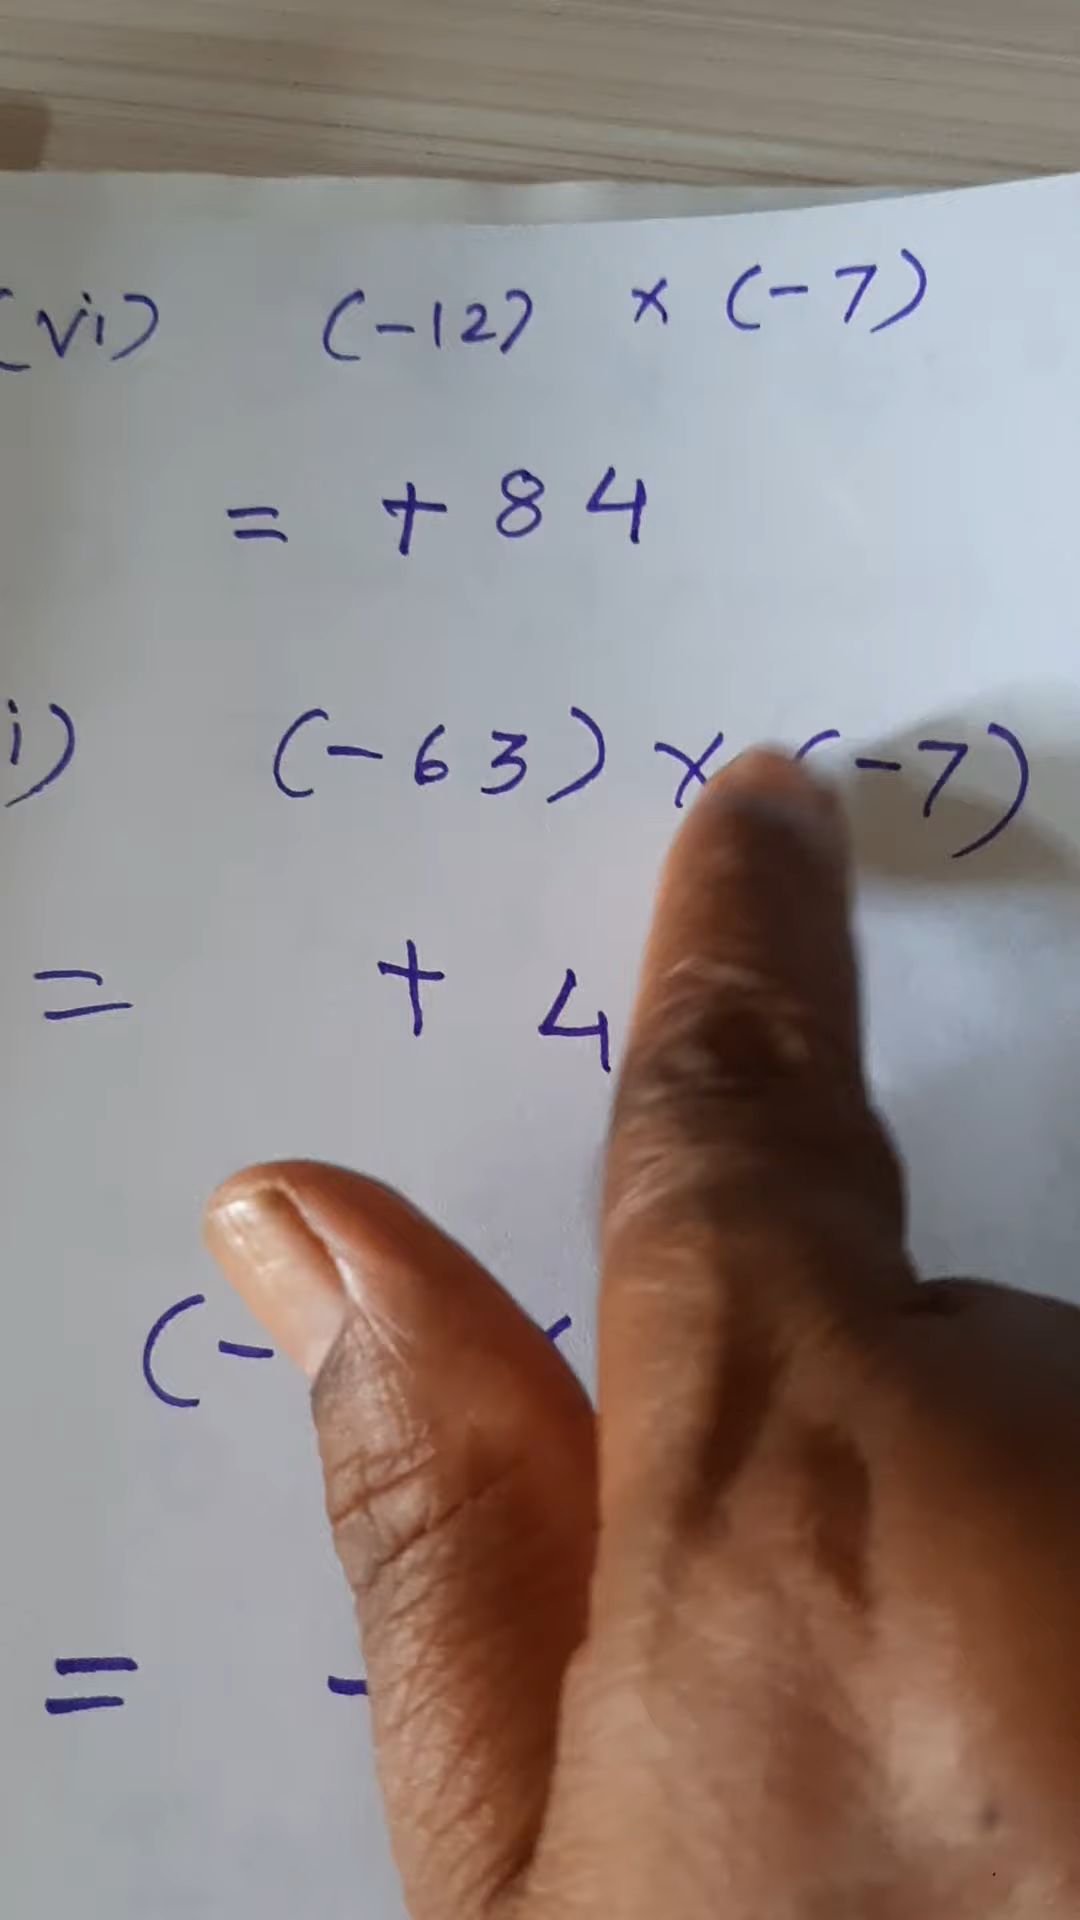 (vi) (-12) × (-7)
= + 84
i) (-63) × (-7)
= + 4
(-
= -